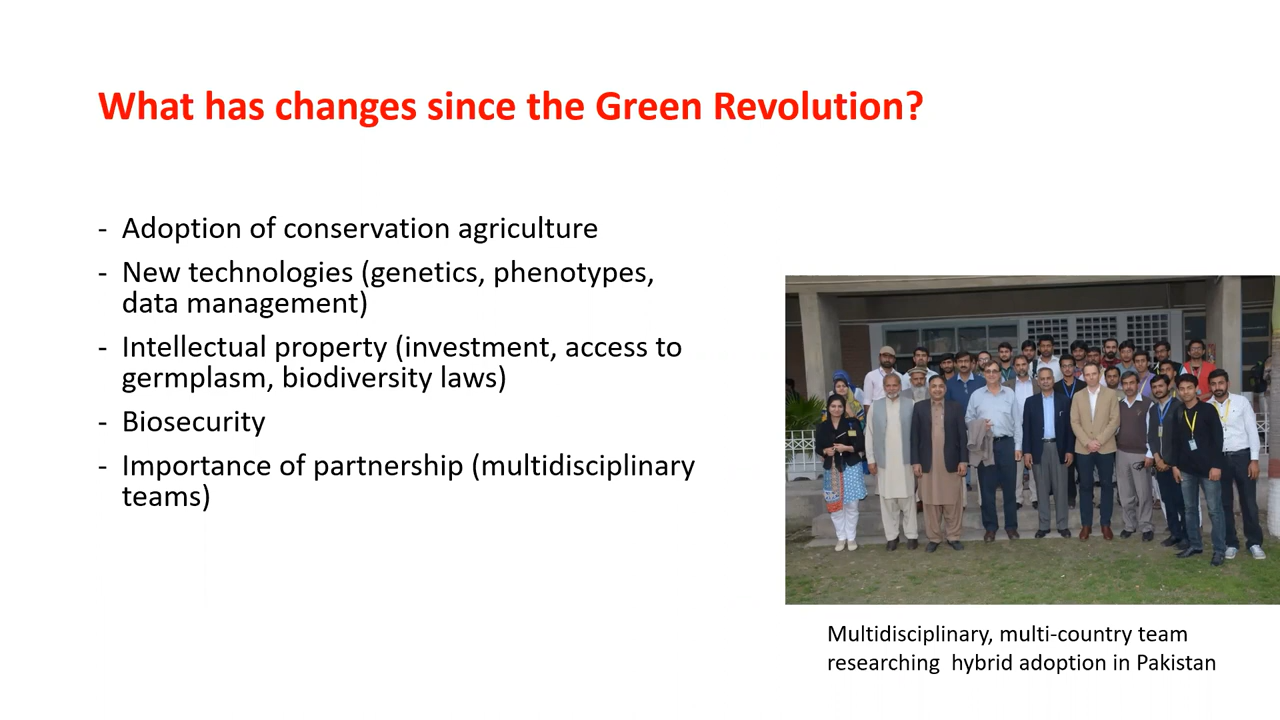 What has changes since the Green Revolution?
- Adoption of conservation agriculture
- New technologies (genetics, phenotypes,
data management)
- Intellectual property (investment, access to
germplasm, biodiversity laws)
- Biosecurity
- Importance of partnership (multidisciplinary
teams)
Multidisciplinary, multi-country team
researching hybrid adoption in Pakistan